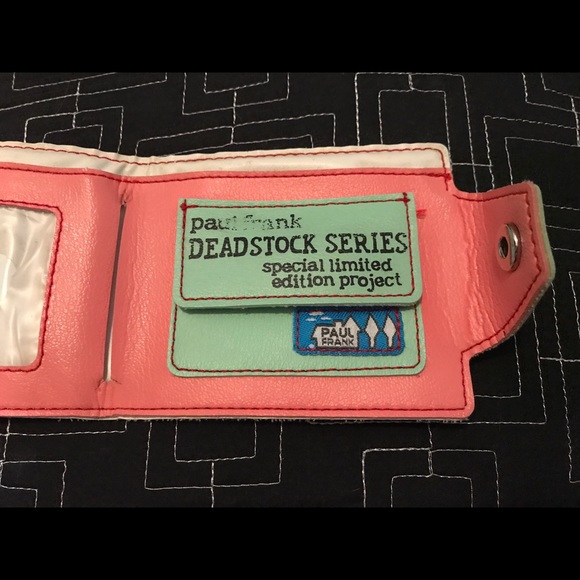 paul frank
DEADSTOCK SERIES
special limited
edition project
PAUL
FRANK